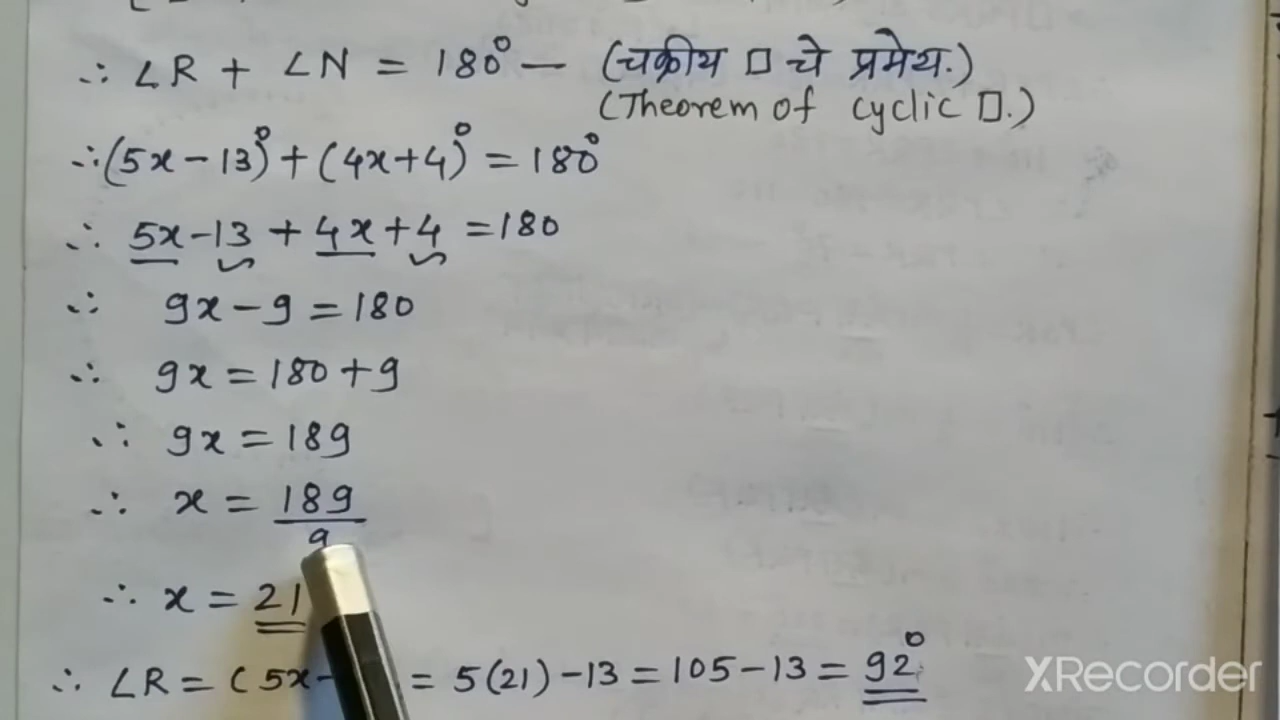 ∴ ∠R + ∠N = 180° — (चक्रीय □ चे प्रमेय.)
(Theorem of cyclic □.)
∴ (5x - 13)° + (4x + 4)° = 180°
∴ 5x - 13 + 4x + 4 = 180
∴ 9x - 9 = 180
∴ 9x = 180 + 9
∴ 9x = 189
∴ x = 189/9
∴ x = 21
∴ ∠R = (5x - = 5(21) - 13 = 105 - 13 = 92°
XRecorder